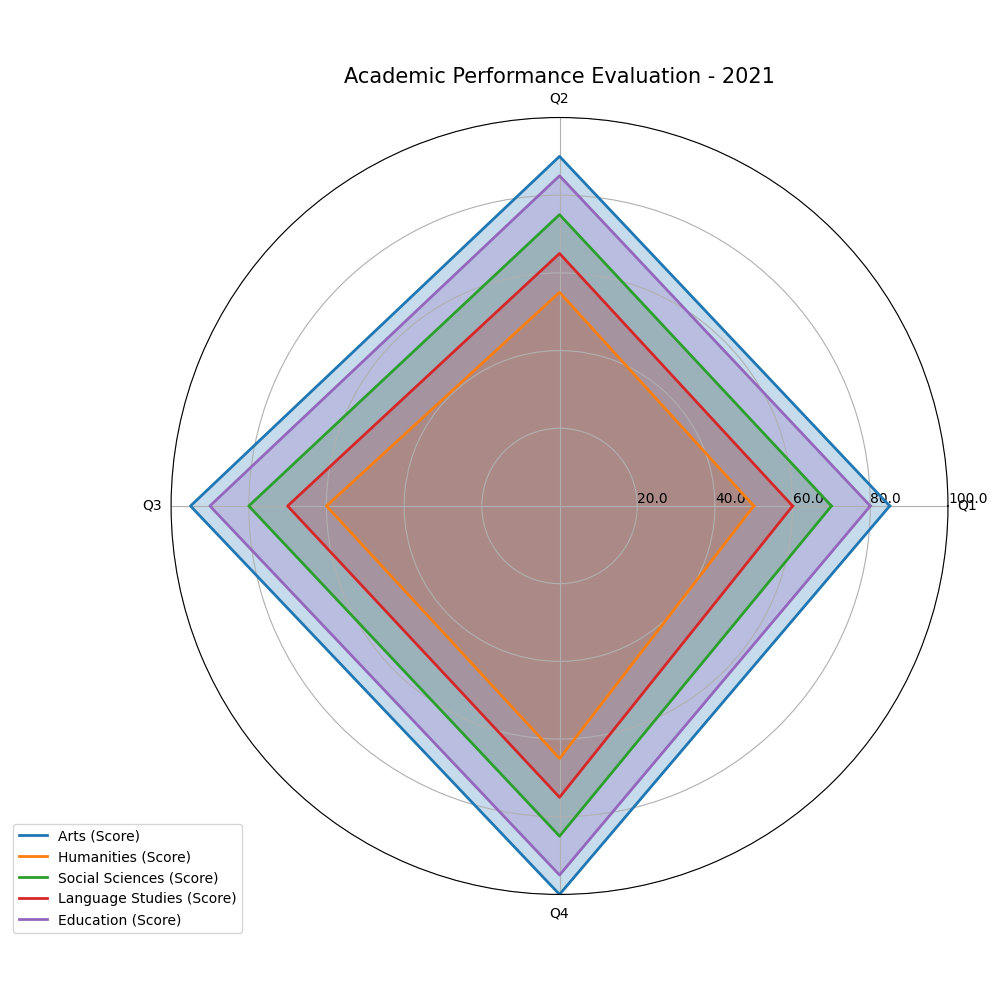 Academic Performance Evaluation - 2021
Q2
Q3
20.0
40.0
60.0
80.0
100.0
Q1
Q4
Arts (Score)
Humanities (Score)
Social Sciences (Score)
Language Studies (Score)
Education (Score)